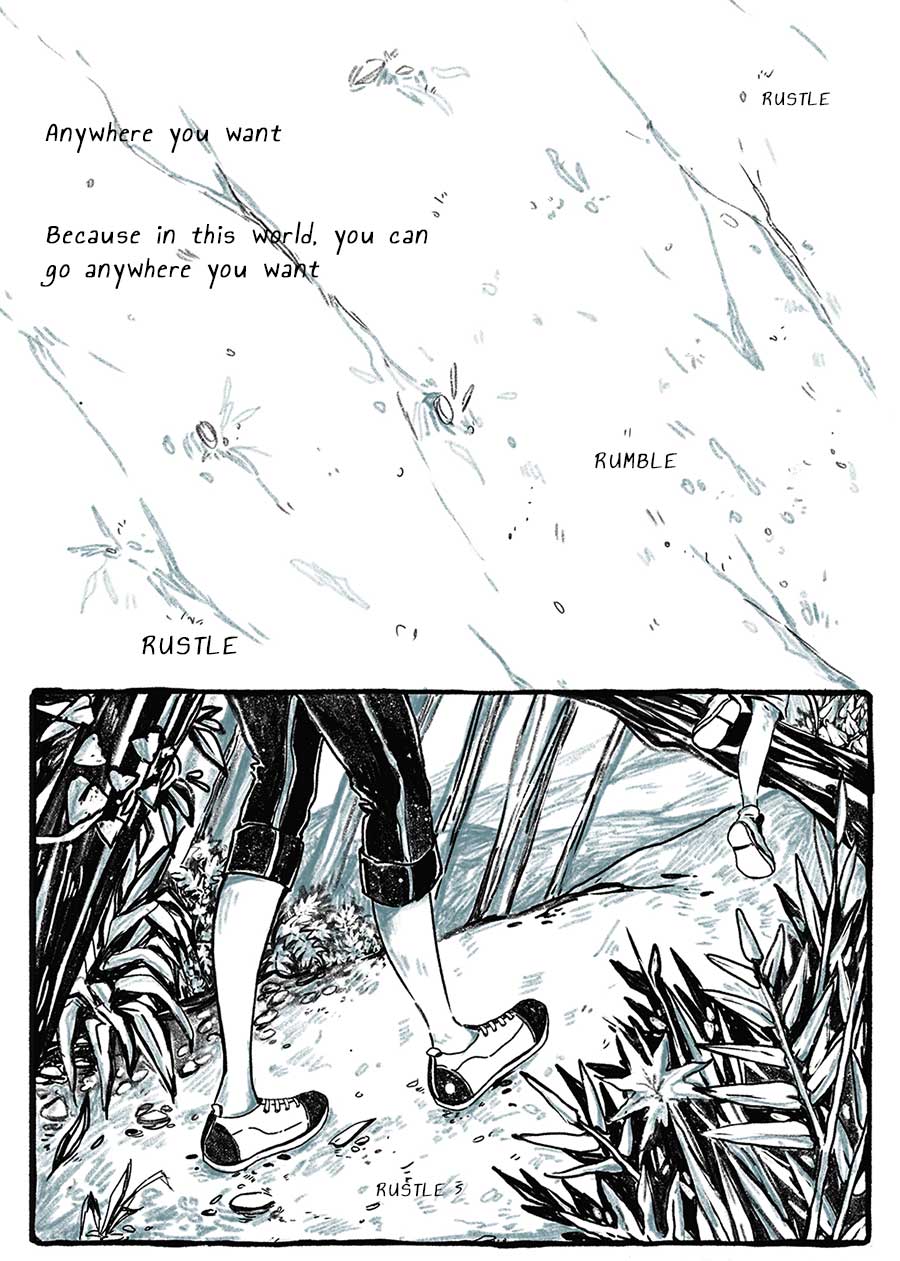 RUSTLE
Anywhere you want
Because in this world, you can
go anywhere you want
RUMBLE
RUSTLE
RUSTLE